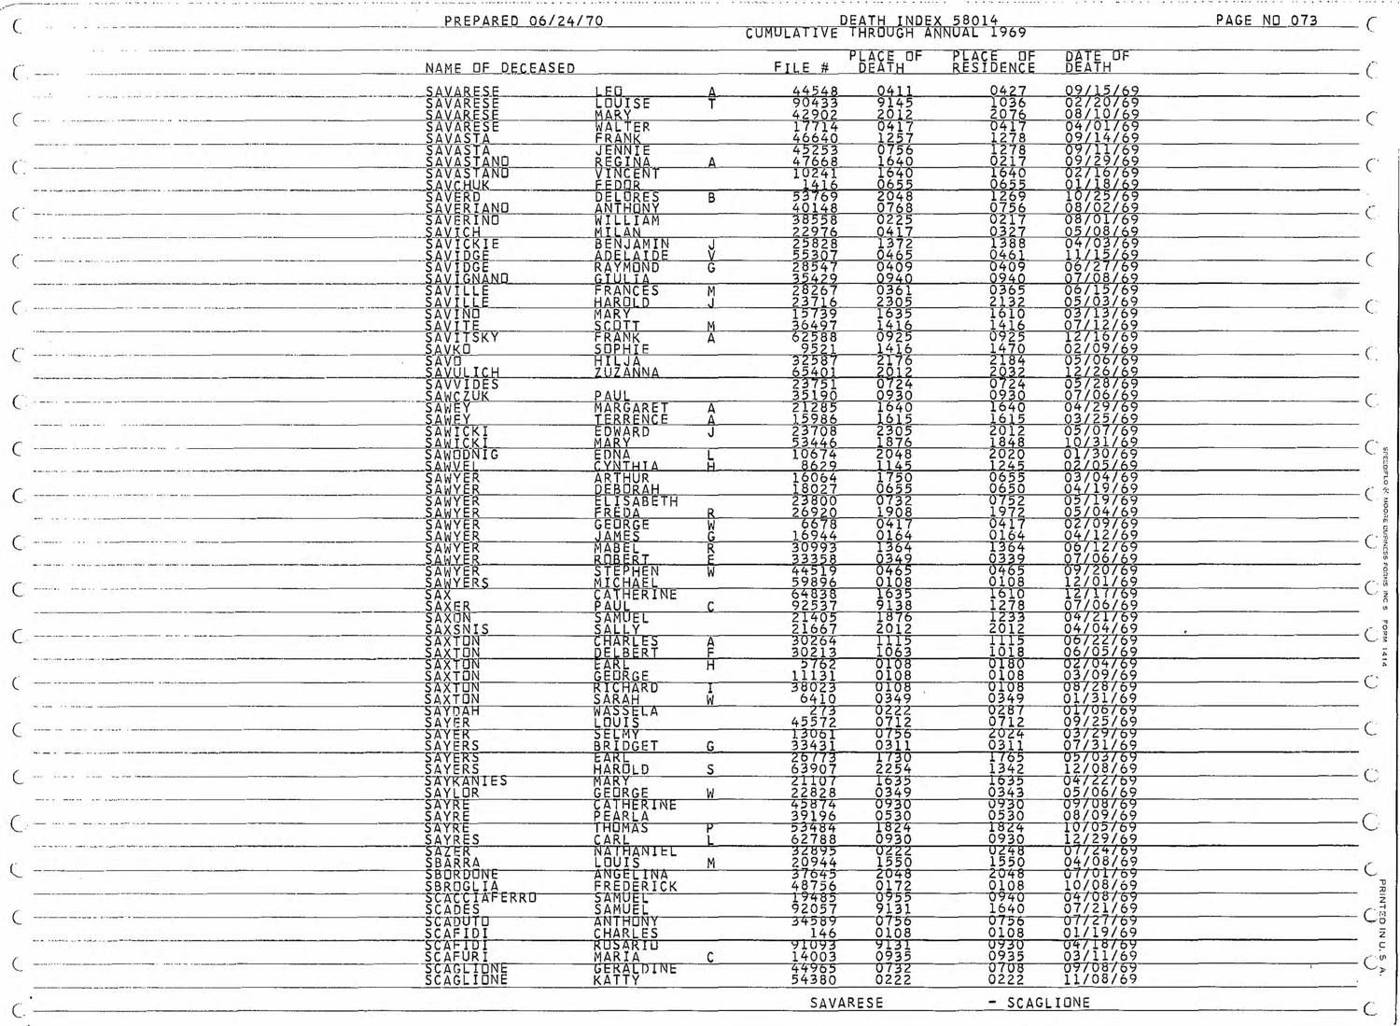 PREPARED 06/24/70 DEATH INDEX 58014 PAGE NO 073
CUMULATIVE THROUGH ANNUAL 1969
PLACE OF PLACE OF DATE OF
NAME OF DECEASED FILE # DEATH RESIDENCE DEATH
SAVARESE LEO A 44548 0411 0427 09/15/69
SAVARESE LOUISE T 90433 9145 1036 02/20/69
SAVARESE MARY 42902 2012 2076 08/10/69
SAVARESE WALTER 17714 0417 0417 04/01/69
SAVASTA FRANK 46640 1257 1278 09/14/69
SAVASTA JENNIE 45253 0756 1278 09/11/69
SAVASTANO REGINA A 47668 1640 0217 09/29/69
SAVASTANO VINCENT 10241 1640 1640 02/16/69
SAVCHUK FEDOR 1416 0655 0655 01/18/69
SAVERD DELORES B 53769 2048 1269 10/25/69
SAVERIANO ANTHONY 40148 0768 0756 08/02/69
SAVERINO WILLIAM 38558 0225 0217 08/01/69
SAVICH MILAN 22976 0417 0327 05/08/69
SAVICKIE BENJAMIN J 25828 1372 1388 04/03/69
SAVIDGE ADELAIDE V 55307 0465 0461 11/15/69
SAVIDGE RAYMOND G 28547 0409 0409 06/27/69
SAVIGNANO GIULIA 35429 0940 0940 07/08/69
SAVILLE FRANCES M 28267 0361 0365 06/15/69
SAVILLE HAROLD J 23716 2305 2132 05/03/69
SAVINO MARY 15739 1635 1610 03/13/69
SAVITE SCOTT M 36497 1416 1416 07/12/69
SAVITSKY FRANK A 62588 0925 0925 12/16/69
SAVKO SOPHIE 9521 1416 1470 02/09/69
SAVO HILJA 32587 2176 2184 05/06/69
SAVULICH ZUZANNA 65401 2012 2032 12/26/69
SAVVIDES 23751 0724 0724 05/28/69
SAWCZUK PAUL 35190 0930 0930 07/06/69
SAWEY MARGARET A 21285 1640 1640 04/29/69
SAWEY TERRENCE A 15986 1615 1615 03/25/69
SAWICKI EDWARD J 23708 2305 2012 05/07/69
SAWICKI MARY 53446 1876 1848 10/31/69
SAWODNIG EDNA L 10674 2048 2020 01/30/69
SAWVEL CYNTHIA H 8629 1145 1245 02/05/69
SAWYER ARTHUR 16064 1750 0655 03/04/69
SAWYER DEBORAH 18027 0655 0650 04/19/69
SAWYER ELISABETH 23800 0732 0752 05/19/69
SAWYER FREDA R 26920 1908 1972 05/04/69
SAWYER GEORGE W 6678 0417 0417 02/09/69
SAWYER JAMES G 16944 0164 0164 04/12/69
SAWYER MABEL R 30993 1364 1364 06/12/69
SAWYER ROBERT E 33358 0349 0339 07/06/69
SAWYER STEPHEN W 44519 0465 0465 09/20/69
SAWYERS MICHAEL 59896 0108 0108 12/01/69
SAX CATHERINE 64838 1635 1610 12/17/69
SAXER PAUL C 92537 9138 1278 07/06/69
SAXON SAMUEL 21405 1876 1233 04/21/69
SAXSNIS SALLY 21667 2012 2012 04/04/69
SAXTON CHARLES A 30264 1115 1115 06/22/69
SAXTON DELBERT F 30213 1063 1018 06/05/69
SAXTON EARL H 5762 0108 0180 02/04/69
SAXTON GEORGE 11131 0108 0108 03/09/69
SAXTON RICHARD I 38023 0108 0108 08/28/69
SAXTON SARAH W 6410 0349 0349 01/31/69
SAYDAH WASSELA 273 0222 0287 01/06/69
SAYER LOUIS 45572 0712 0712 09/25/69
SAYER SELMY 13061 0756 2024 03/29/69
SAYERS BRIDGET G 33431 0311 0311 07/31/69
SAYERS EARL 26773 1730 1765 05/03/69
SAYERS HAROLD S 63907 2254 1342 12/08/69
SAYKANIES MARY 21107 1635 1635 04/22/69
SAYLOR GEORGE W 22828 0349 0343 05/06/69
SAYRE CATHERINE 45874 0930 0930 09/08/69
SAYRE PEARLA 39196 0530 0530 08/09/69
SAYRE THOMAS P 53484 1824 1824 10/05/69
SAYRES CARL L 62788 0930 0930 12/29/69
SAZER NATHANIEL 32895 0222 0248 07/24/69
SBARRA LOUIS M 20944 1550 1550 04/08/69
SBORDONE ANGELINA 37645 2048 2048 07/01/69
SBROGLIA FREDERICK 48756 0172 0108 10/08/69
SCACCIAFERRO SAMUEL 19485 0955 0940 04/08/69
SCADES SAMUEL 92057 9131 1640 07/21/69
SCADUTO ANTHONY 34589 0756 0756 07/27/69
SCAFIDI CHARLES 146 0108 0108 01/19/69
SCAFIDI ROSARIO 91093 9131 0930 04/18/69
SCAFURI MARIA C 14003 0935 0935 03/11/69
SCAGLIONE GERALDINE 44965 0732 0708 09/08/69
SCAGLIONE KATTY 54380 0222 0222 11/08/69
SAVARESE - SCAGLIONE
MOORE BUSINESS FORMS INC FORM 1414
PRINTED IN U.S.A.